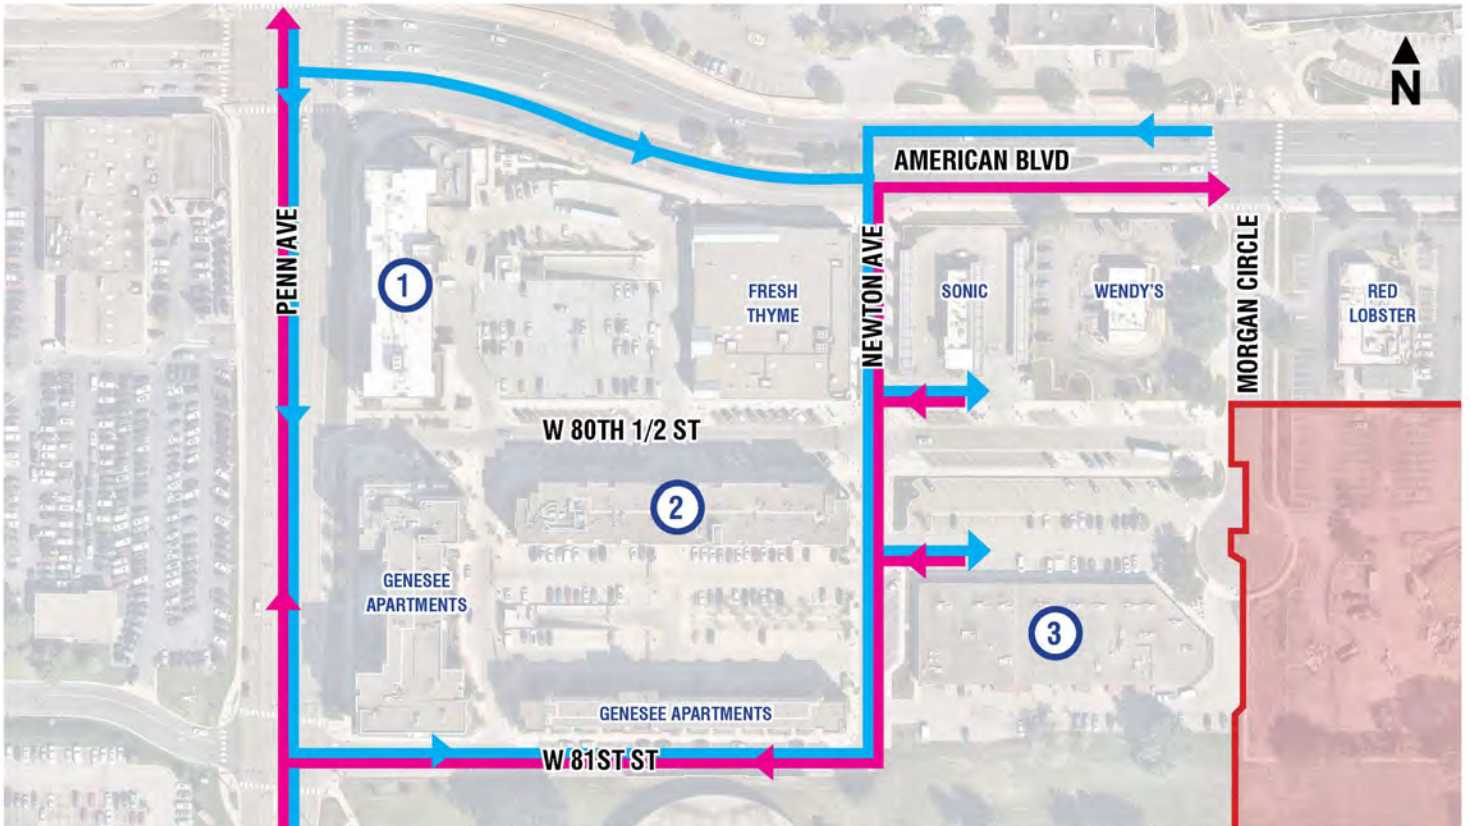 N
AMERICAN BLVD
PENN AVE
NEWTON AVE
MORGAN CIRCLE
1
FRESH
THYME
SONIC
WENDY'S
RED
LOBSTER
W 80TH 1/2 ST
2
GENESEE
APARTMENTS
3
GENESEE APARTMENTS
W 81ST ST